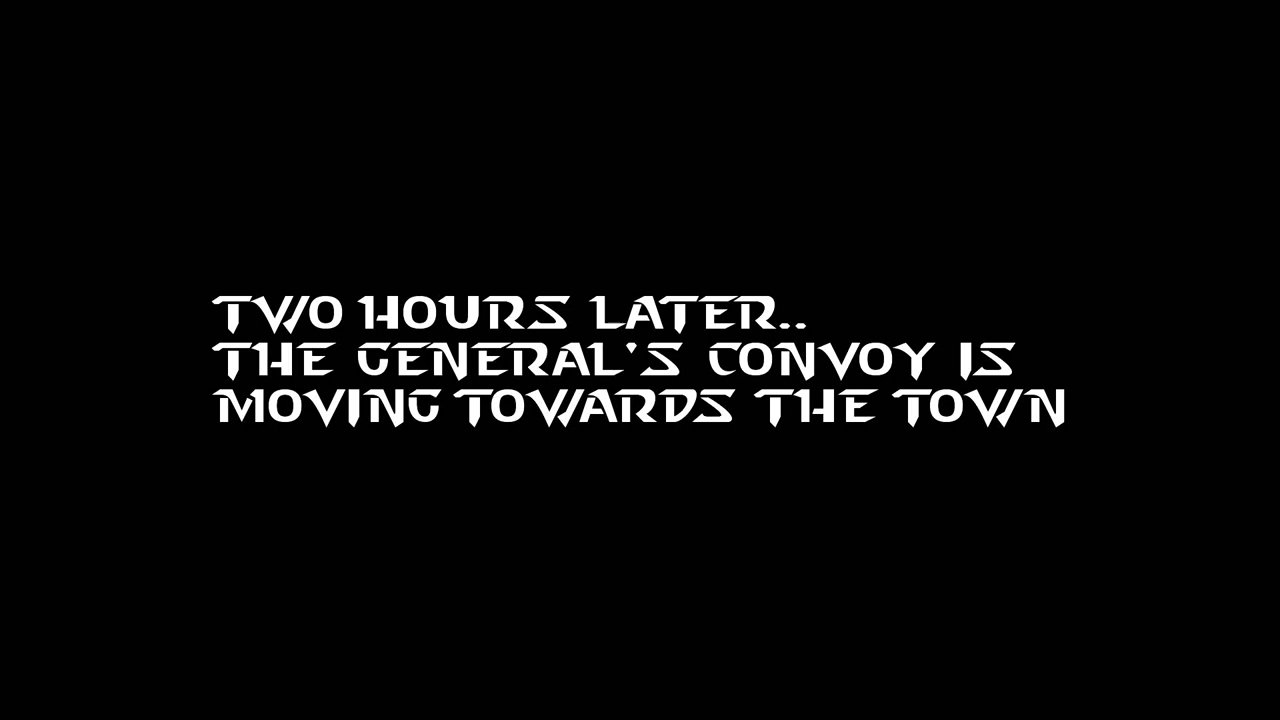 TWO HOURS LATER..
THE GENERAL'S CONVOY IS
MOVING TOWARDS THE TOWN